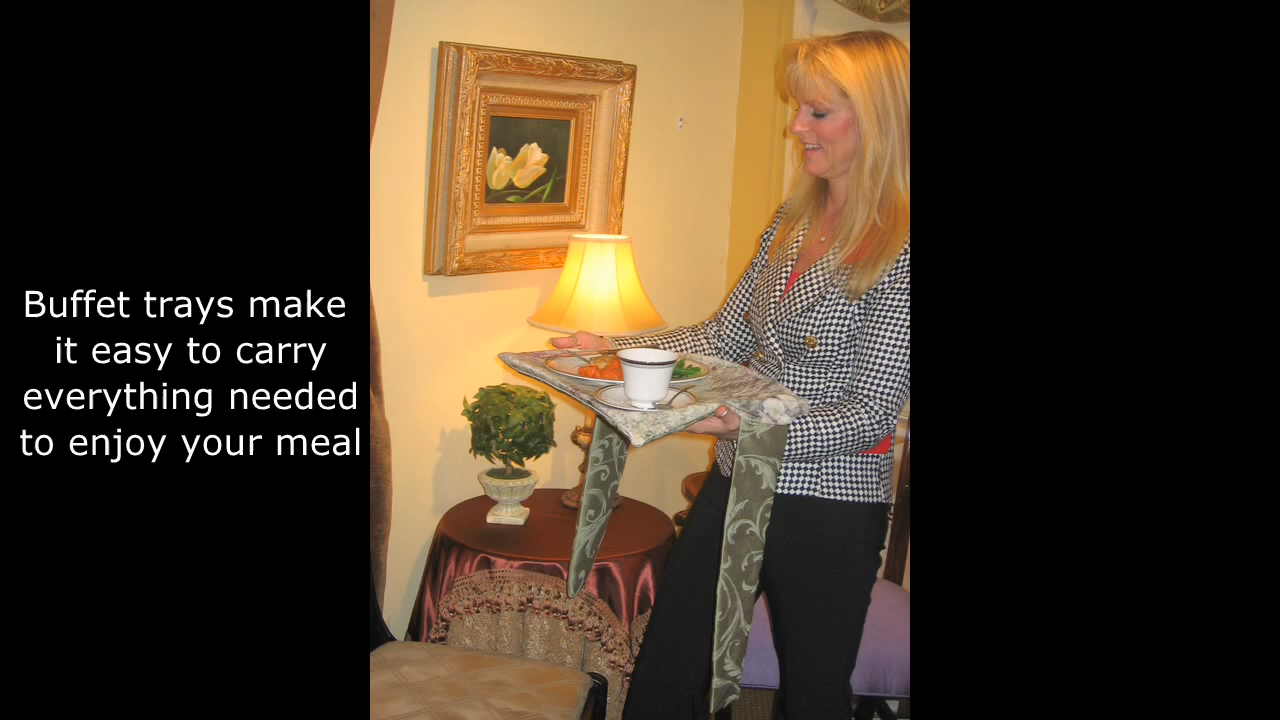 Buffet trays make
it easy to carry
everything needed
to enjoy your meal